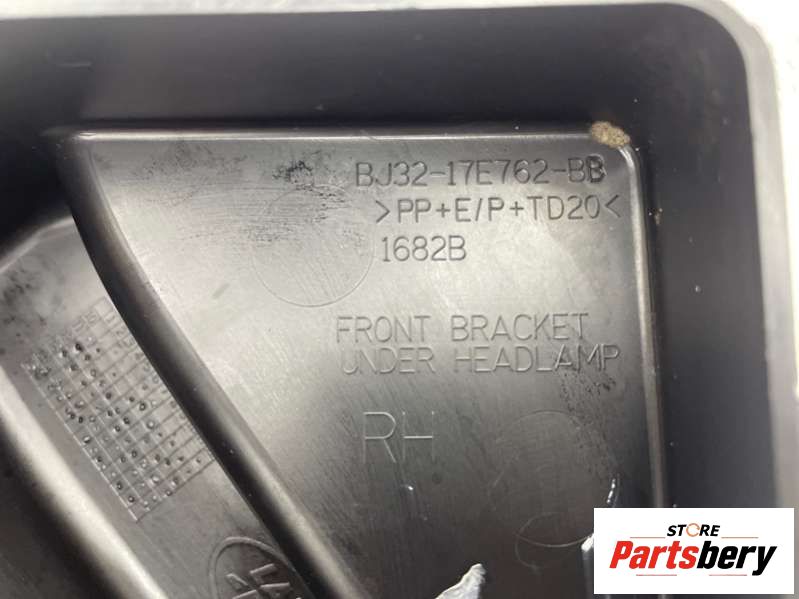 BJ32-17E762-BB
>PP+E/P+TD20<
1682B
FRONT BRACKET
UNDER HEADLAMP
RH
STORE
Partsbery